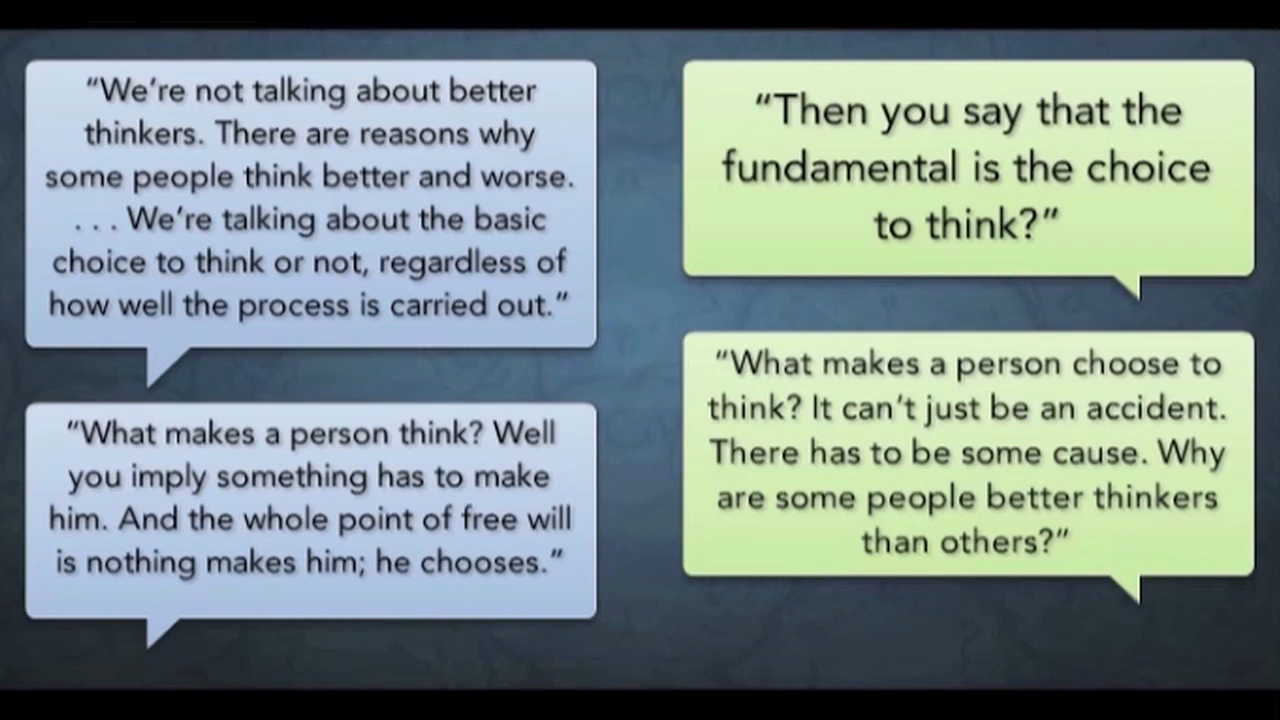 “We’re not talking about better
thinkers. There are reasons why
some people think better and worse.
. . . We’re talking about the basic
choice to think or not, regardless of
how well the process is carried out.”
“What makes a person think? Well
you imply something has to make
him. And the whole point of free will
is nothing makes him; he chooses.”
“Then you say that the
fundamental is the choice
to think?”
“What makes a person choose to
think? It can’t just be an accident.
There has to be some cause. Why
are some people better thinkers
than others?”